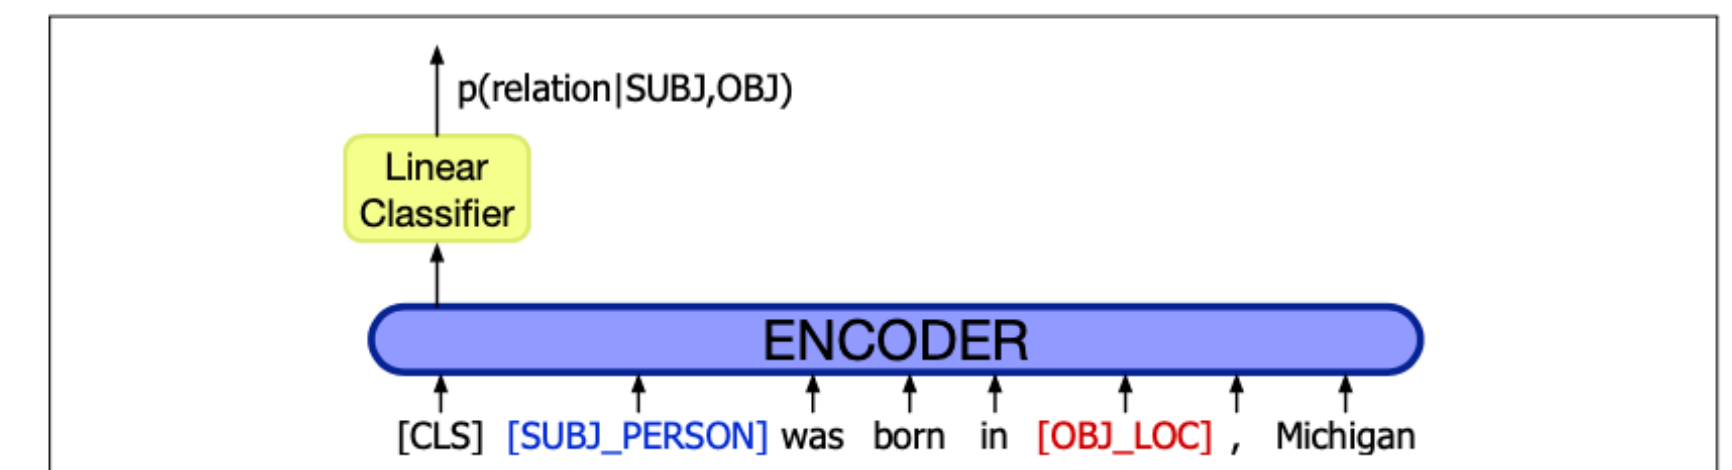 p(relation|SUBJ,OBJ)
Linear
Classifier
ENCODER
[CLS] [SUBJ_PERSON] was born in [OBJ_LOC] , Michigan